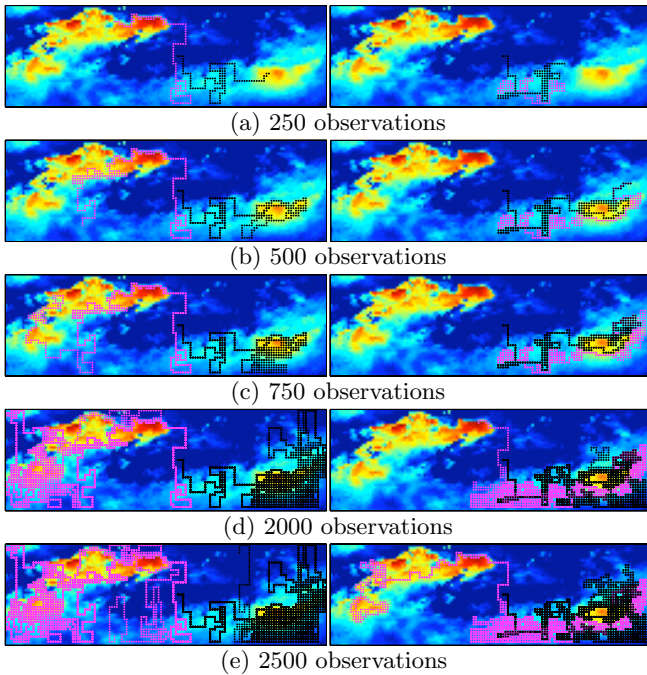 (a) 250 observations
(b) 500 observations
(c) 750 observations
(d) 2000 observations
(e) 2500 observations